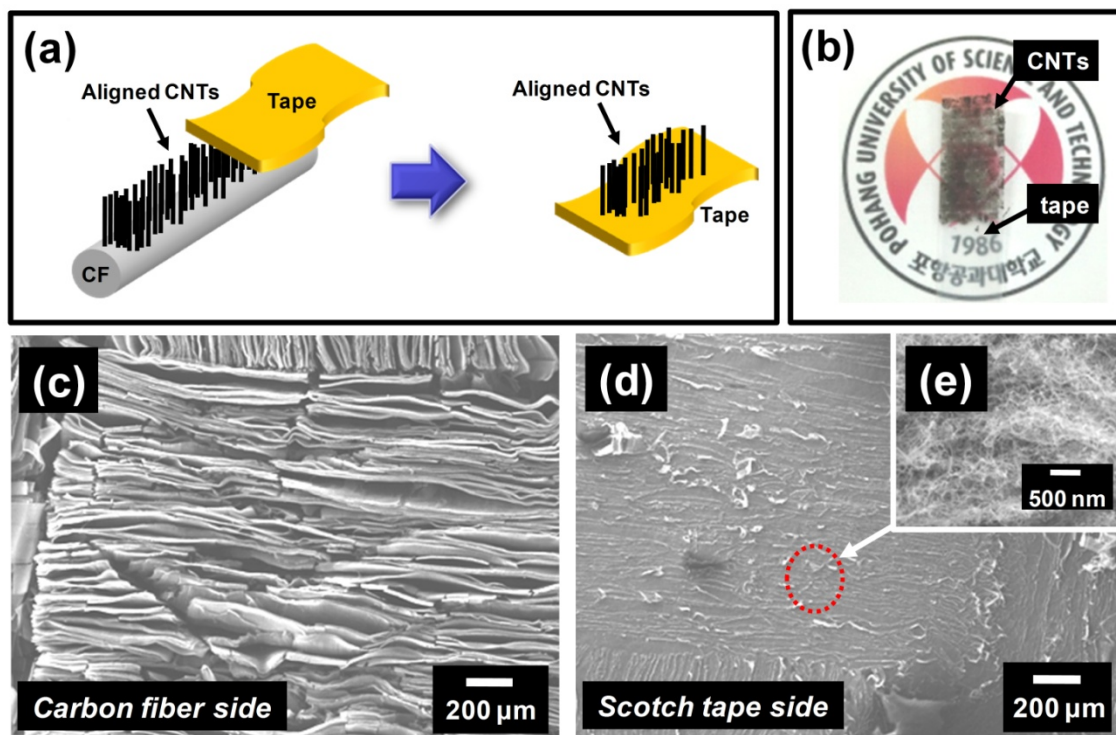 (a)
Aligned CNTs
Tape
CF
Aligned CNTs
Tape
(b)
POHANG UNIVERSITY OF SCIENCE AND TECHNOLOGY
CNTs
tape
1986
포항공과대학교
(c)
Carbon fiber side
200 μm
(d)
Scotch tape side
200 μm
(e)
500 nm